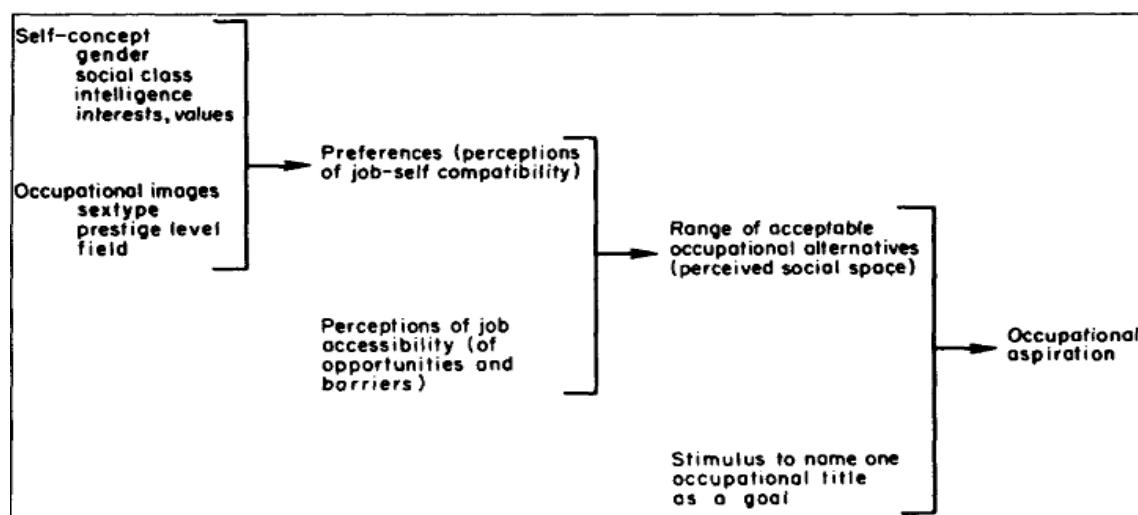 Self-concept
gender
social class
intelligence
interests, values
Occupational images
sextype
prestige level
field
Preferences (perceptions
of job-self compatibility)
Perceptions of job
accessibility (of
opportunities and
barriers)
Range of acceptable
occupational alternatives
(perceived social space)
Stimulus to name one
occupational title
as a goal
Occupational
aspiration